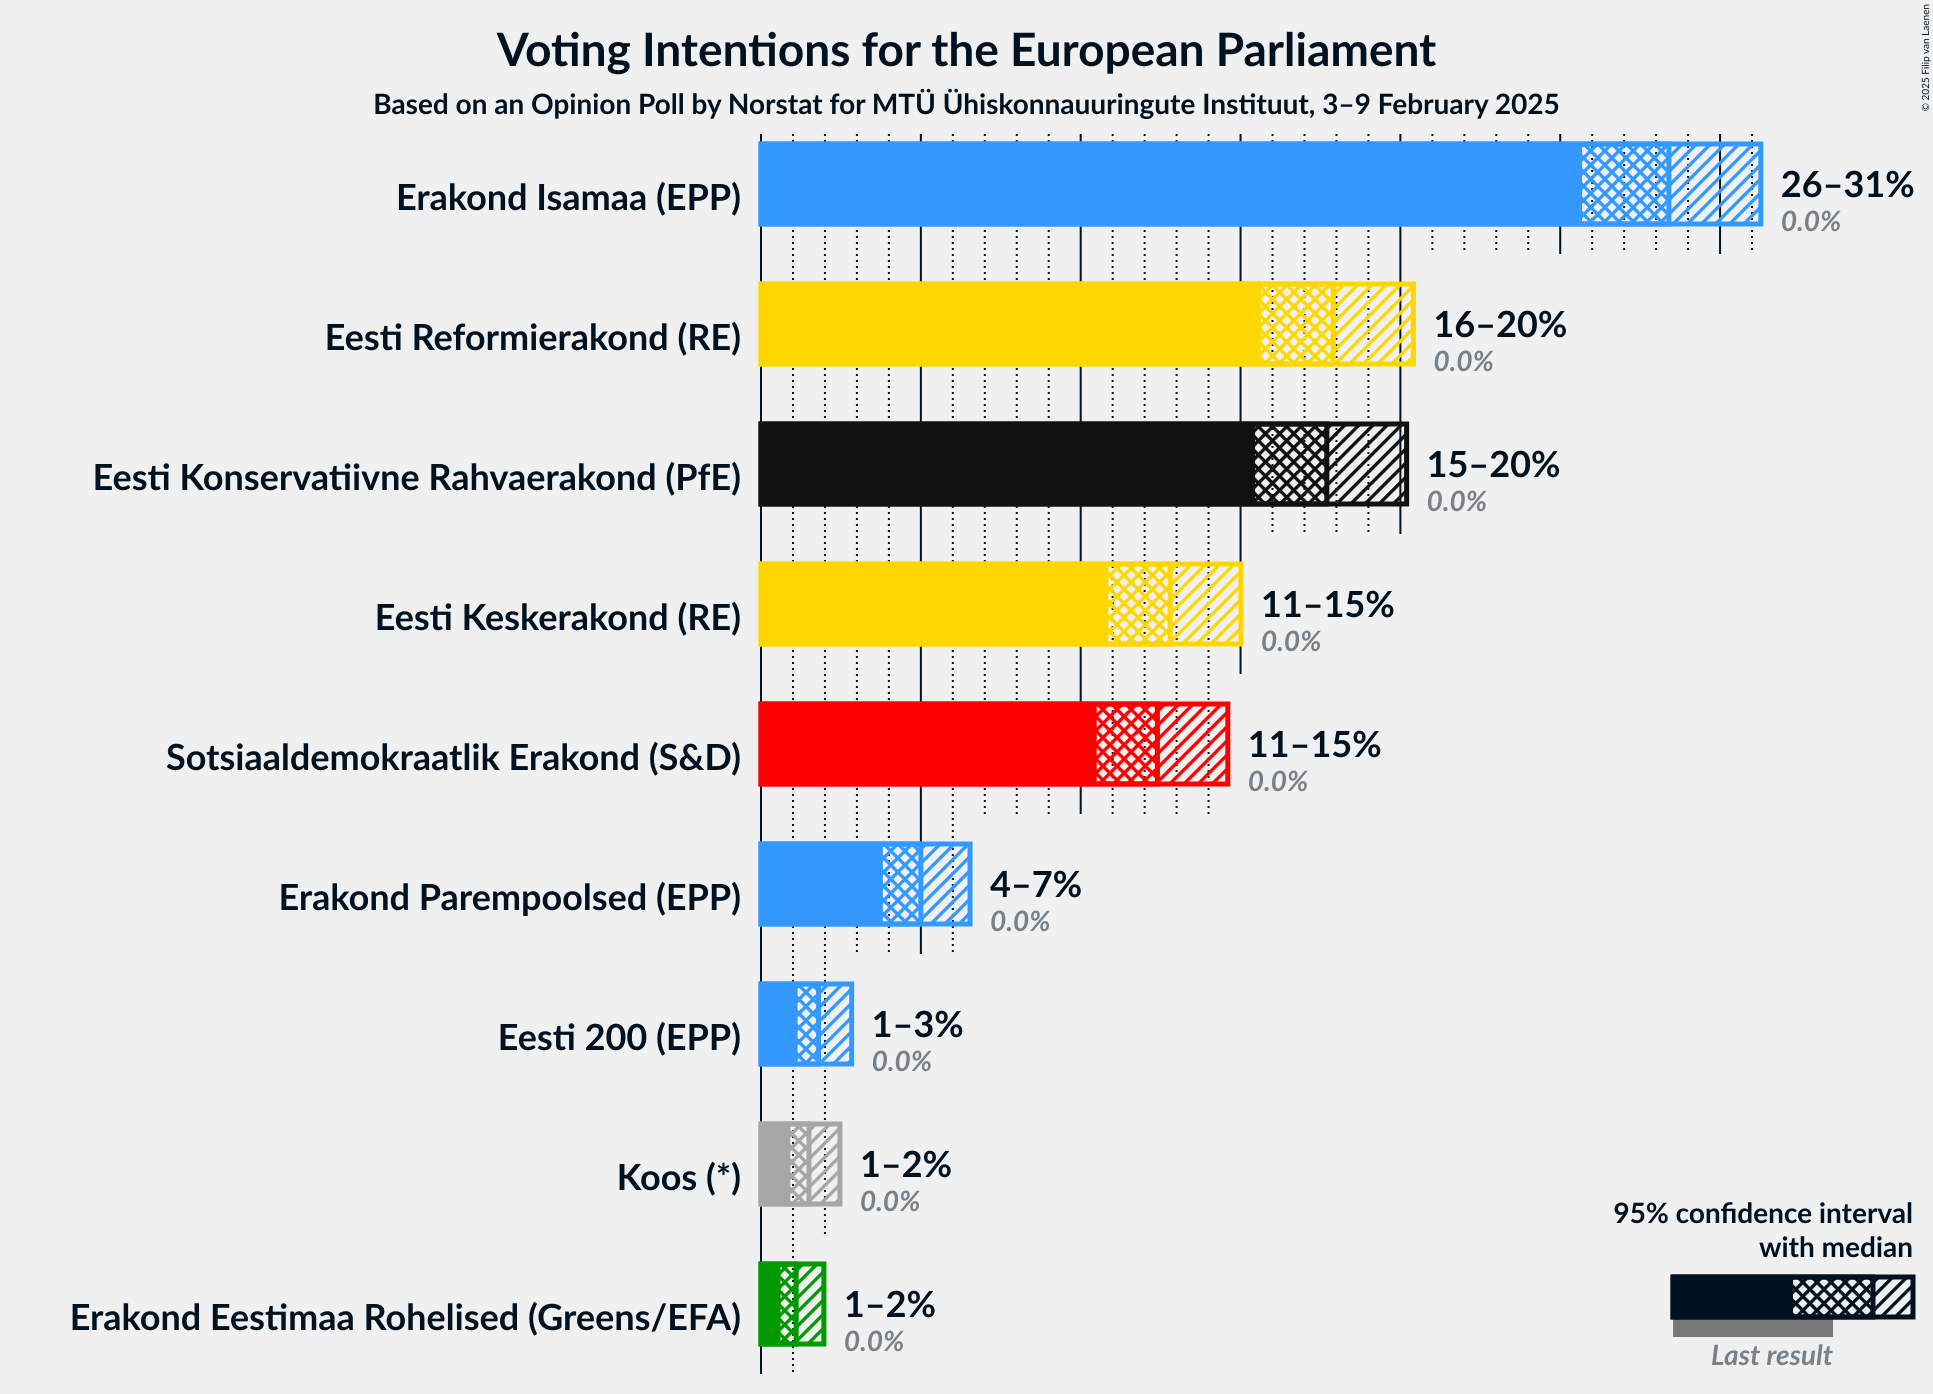 Voting Intentions for the European Parliament
Based on an Opinion Poll by Norstat for MTÜ Ühiskonnauuringute Instituut, 3–9 February 2025
© 2025 Filip van Laenen
Erakond Isamaa (EPP)
26–31%
0.0%
Eesti Reformierakond (RE)
16–20%
0.0%
Eesti Konservatiivne Rahvaerakond (PfE)
15–20%
0.0%
Eesti Keskerakond (RE)
11–15%
0.0%
Sotsiaaldemokraatlik Erakond (S&D)
11–15%
0.0%
Erakond Parempoolsed (EPP)
4–7%
0.0%
Eesti 200 (EPP)
1–3%
0.0%
Koos (*)
1–2%
0.0%
Erakond Eestimaa Rohelised (Greens/EFA)
1–2%
0.0%
95% confidence interval
with median
Last result